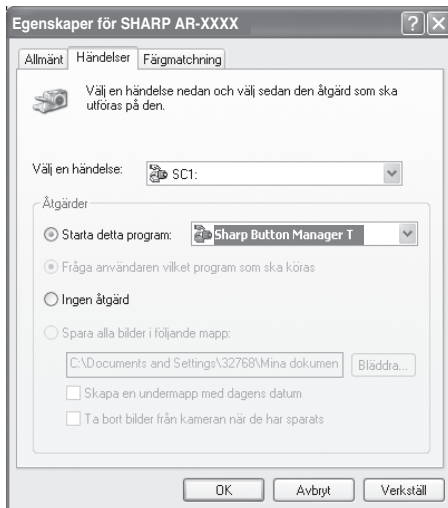 Egenskaper för SHARP AR-XXXX
Allmänt Händelser Färgmatchning
Välj en händelse nedan och välj sedan den åtgärd som ska
utföras på den.
Välj en händelse: SC1:
Åtgärder
Starta detta program: Sharp Button Manager T
Fråga användaren vilket program som ska köras
Ingen åtgärd
Spara alla bilder i följande mapp:
C:\Documents and Settings\32768\Mina dokumen Bläddra...
Skapa en undermapp med dagens datum
Ta bort bilder från kameran när de har sparats
OK Avbryt Verkställ